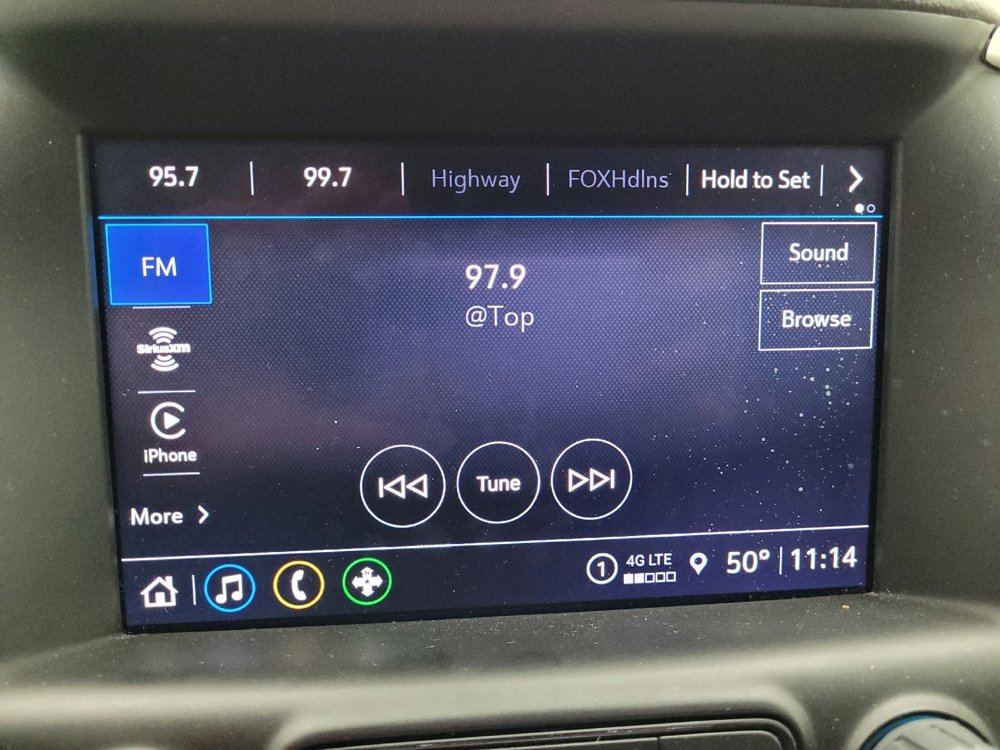 95.7 | 99.7 | Highway | FOXHdlns | Hold to Set |
FM
97.9
@Top
Sound
Browse
SiriusXM
iPhone
Tune
More
1 4G LTE 50° | 11:14